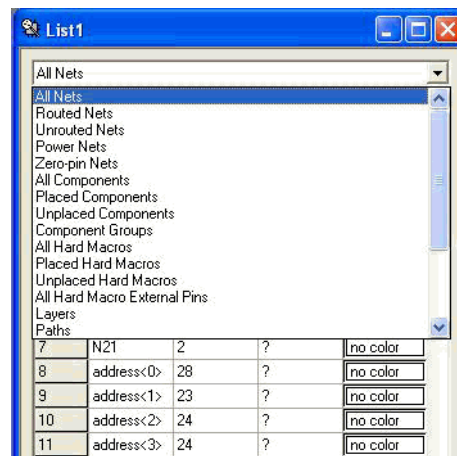 List1
All Nets
All Nets
Routed Nets
Unrouted Nets
Power Nets
Zero-pin Nets
All Components
Placed Components
Unplaced Components
Component Groups
All Hard Macros
Placed Hard Macros
Unplaced Hard Macros
All Hard Macro External Pins
Layers
Paths
7 N21 2 ? no color
8 address<0> 28 ? no color
9 address<1> 23 ? no color
10 address<2> 24 ? no color
11 address<3> 24 ? no color